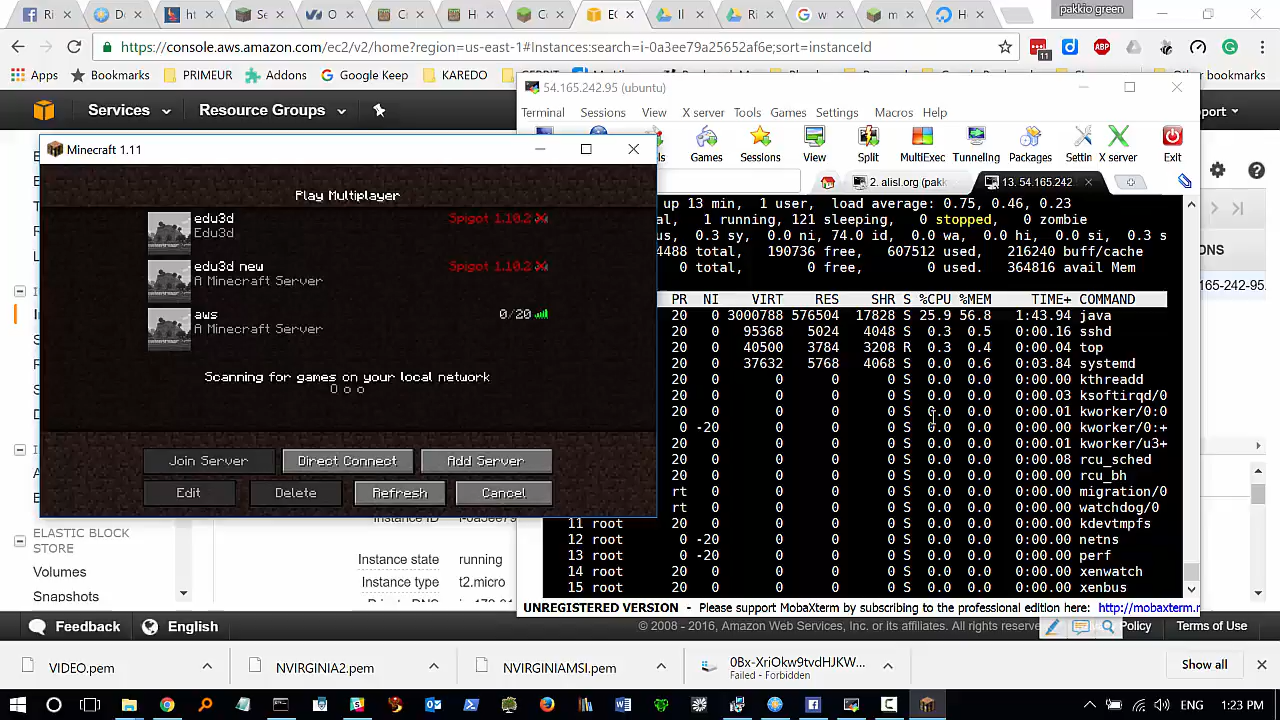 pakkio green
https://console.aws.amazon.com/ec2/v2/home?region=us-east-1#Instances:search=i-0a3ee79a25652af6e;sort=instanceId
11
Apps
Bookmarks
PRIMEUR
Addons
Google Keep
KAREDO
Other bookmarks
Services
Resource Groups
54.165.242.95 (ubuntu)
Terminal Sessions View X server Tools Games Settings Macros Help
Games Sessions View Split MultiExec Tunneling Packages Settin X server Exit
2. alisl.org (pakk
13. 54.165.242
Minecraft 1.11
Play Multiplayer
edu3d
Spigot 1.10.2
Edu3d
edu3d new
Spigot 1.10.2
A Minecraft Server
aws
0/20
A Minecraft Server
Scanning for games on your local network
Join Server
Direct Connect
Add Server
Edit
Delete
Refresh
Cancel
up 13 min, 1 user, load average: 0.75, 0.46, 0.23
al, 1 running, 121 sleeping, 0 stopped, 0 zombie
us, 0.3 sy, 0.0 ni, 74.0 id, 0.0 wa, 0.0 hi, 0.0 si, 0.3 s
4488 total, 190736 free, 607512 used. 216240 buff/cache
0 total, 0 free, 0 used. 364816 avail Mem
PR NI VIRT RES SHR S %CPU %MEM TIME+ COMMAND
20 0 3000788 576504 17828 S 25.9 56.8 1:43.94 java
20 0 95368 5024 4048 S 0.3 0.5 0:00.16 sshd
20 0 40500 3784 3208 R 0.3 0.4 0:00.06 top
20 0 37632 5768 4068 S 0.0 0.6 0:03.84 systemd
20 0 0 0 0 S 0.0 0.0 0:00.00 kthreadd
20 0 0 0 0 S 0.0 0.0 0:00.03 ksoftirqd/0
20 0 0 0 0 S 0.0 0.0 0:00.01 kworker/0:0
0 -20 0 0 0 S 0.0 0.0 0:00.00 kworker/0:+
20 0 0 0 0 S 0.0 0.0 0:00.01 kworker/u3+
20 0 0 0 0 S 0.0 0.0 0:00.08 rcu_sched
20 0 0 0 0 S 0.0 0.0 0:00.00 rcu_bh
rt 0 0 0 0 S 0.0 0.0 0:00.00 migration/0
rt 0 0 0 0 S 0.0 0.0 0:00.00 watchdog/0
11 root 20 0 0 0 0 S 0.0 0.0 0:00.00 kdevtmpfs
12 root 0 -20 0 0 0 S 0.0 0.0 0:00.00 netns
13 root 0 -20 0 0 0 S 0.0 0.0 0:00.00 perf
14 root 20 0 0 0 0 S 0.0 0.0 0:00.00 xenwatch
15 root 20 0 0 0 0 S 0.0 0.0 0:00.00 xenbus
UNREGISTERED VERSION - Please support MobaXterm by subscribing to the professional edition here: http://mobaxterm.r
ELASTIC BLOCK
STORE
Volumes
Snapshots
Instance state running
Instance type t2.micro
Feedback
English
© 2008 - 2016, Amazon Web Services, Inc. or its affiliates. All rights reserve
Policy
Terms of Use
VIDEO.pem
NVIRGINIA2.pem
NVIRGINIAMSI.pem
0Bx-XriOkw9tvdHJKW...
Failed - Forbidden
Show all
ENG
1:23 PM